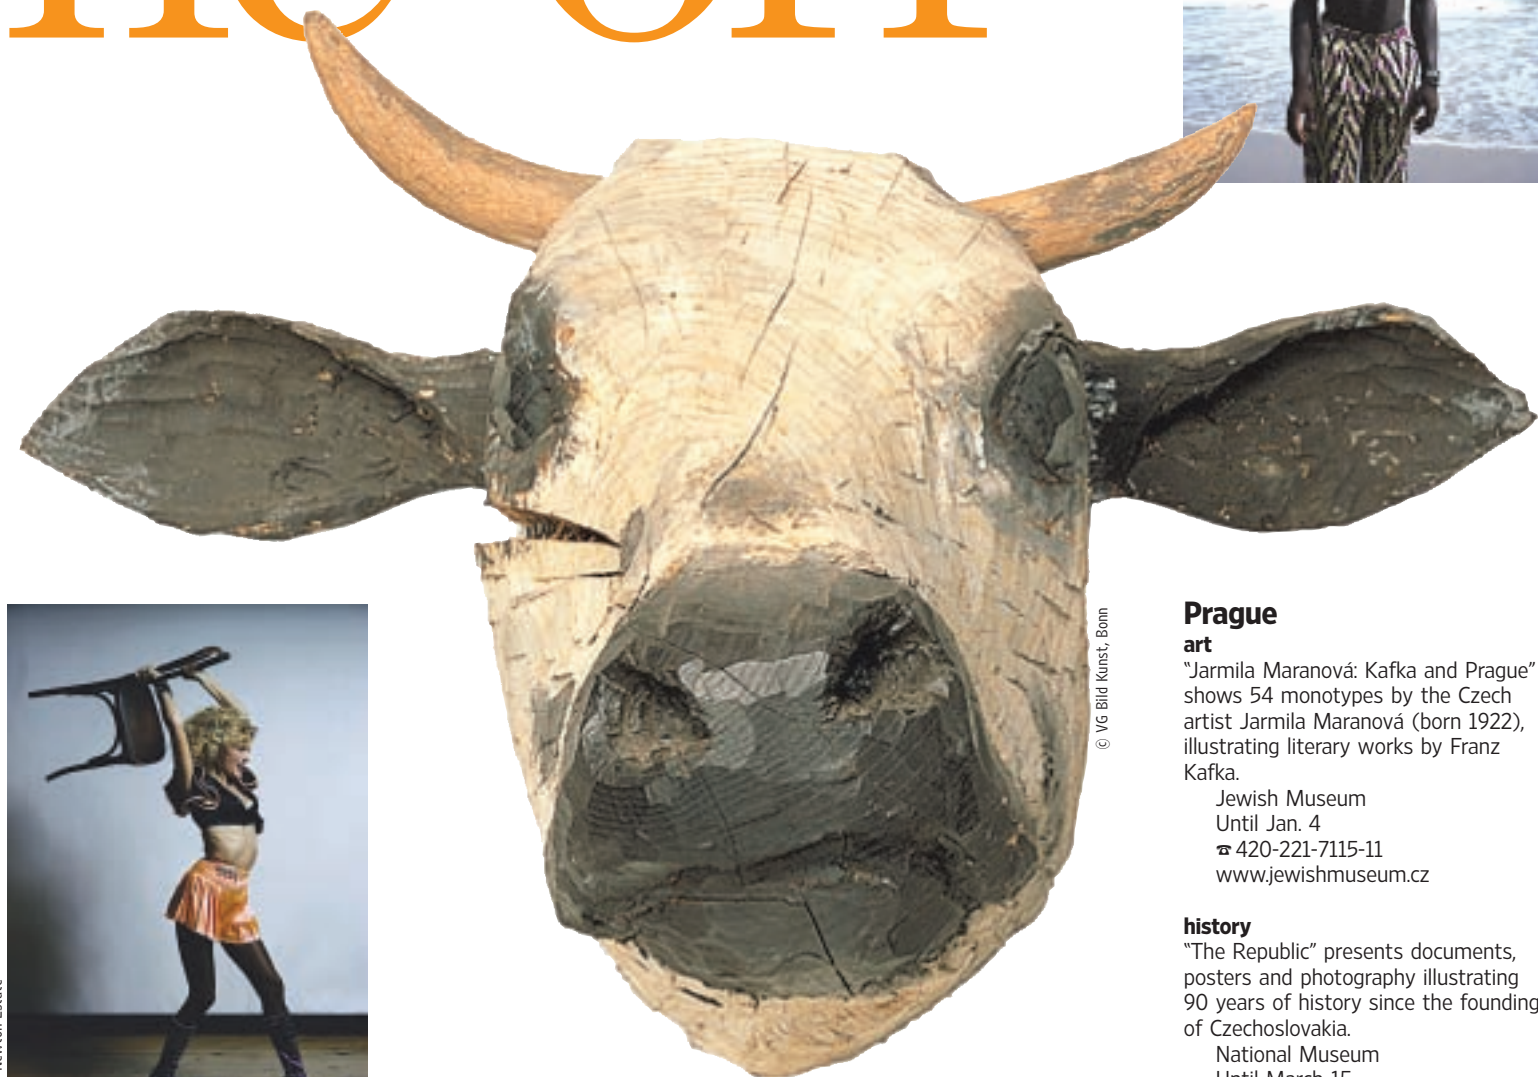 © VG Bild Kunst, Bonn
Prague
art
“Jarmila Maranová: Kafka and Prague”
shows 54 monotypes by the Czech
artist Jarmila Maranová (born 1922),
illustrating literary works by Franz
Kafka.
Jewish Museum
Until Jan. 4
☎ 420-221-7115-11
www.jewishmuseum.cz
history
“The Republic” presents documents,
posters and photography illustrating
90 years of history since the founding
of Czechoslovakia.
National Museum
Until March 15